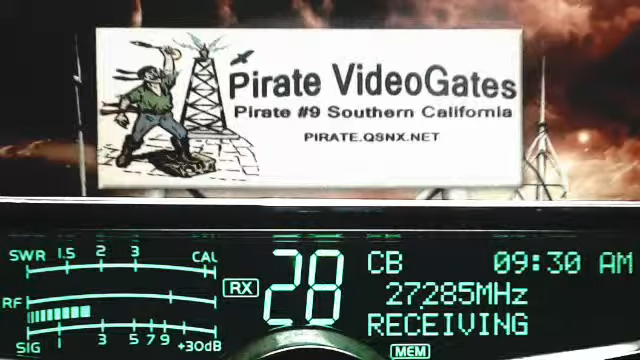 Pirate VideoGates
Pirate #9 Southern California
PIRATE.QSNX.NET
SWR 1.5 2 3 CAL
RX
28
CB
09:30 AM
27285MHz
RF
RECEIVING
SIG 1 3 5 7 9 +30dB
MEM